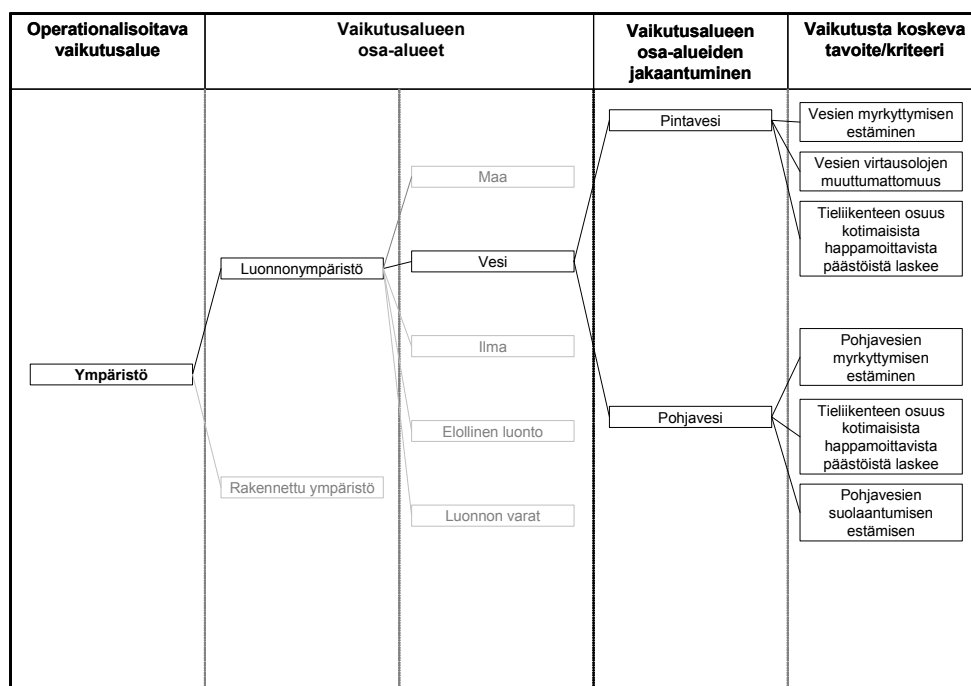 Operationalisoitava
vaikutusalue
Vaikutusalueen
osa-alueet
Vaikutusalueen
osa-alueiden
jakaantuminen
Vaikutusta koskeva
tavoite/kriteeri
Ympäristö
Luonnonympäristö
Rakennettu ympäristö
Maa
Vesi
Ilma
Elollinen luonto
Luonnon varat
Pintavesi
Pohjavesi
Vesien myrkyttymisen
estäminen
Vesien virtausolojen
muuttumattomuus
Tieliikenteen osuus
kotimaisista
happamoittavista
päästöistä laskee
Pohjavesien
myrkyttymisen
estäminen
Tieliikenteen osuus
kotimaisista
happamoittavista
päästöistä laskee
Pohjavesien
suolaantumisen
estämisen